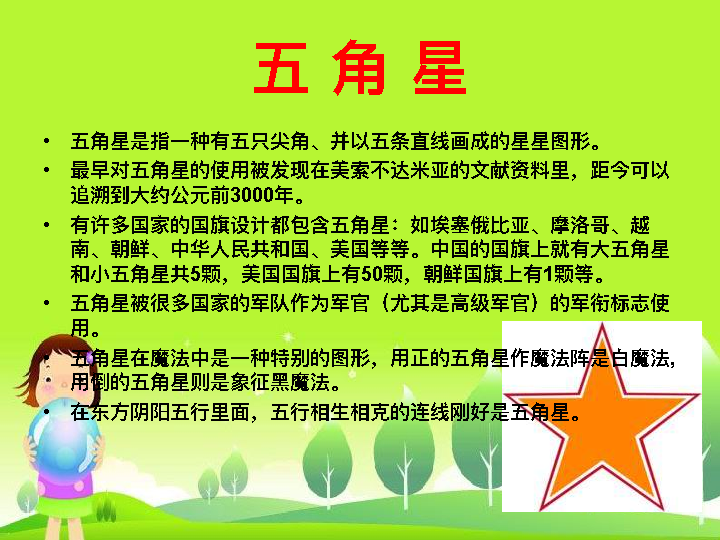 五角星
• 五角星是指一种有五只尖角、并以五条直线画成的星星图形。
• 最早对五角星的使用被发现在美索不达米亚的文献资料里，距今可以
追溯到大约公元前3000年。
• 有许多国家的国旗设计都包含五角星：如埃塞俄比亚、摩洛哥、越
南、朝鲜、中华人民共和国、美国等等。中国的国旗上就有大五角星
和小五角星共5颗，美国国旗上有50颗，朝鲜国旗上有1颗等。
• 五角星被很多国家的军队作为军官（尤其是高级军官）的军衔标志使
用。
• 五角星在魔法中是一种特别的图形，用正的五角星作魔法阵是白魔法，
• 用倒的五角星则是象征黑魔法。
• 在东方阴阳五行里面，五行相生相克的连线刚好是五角星。